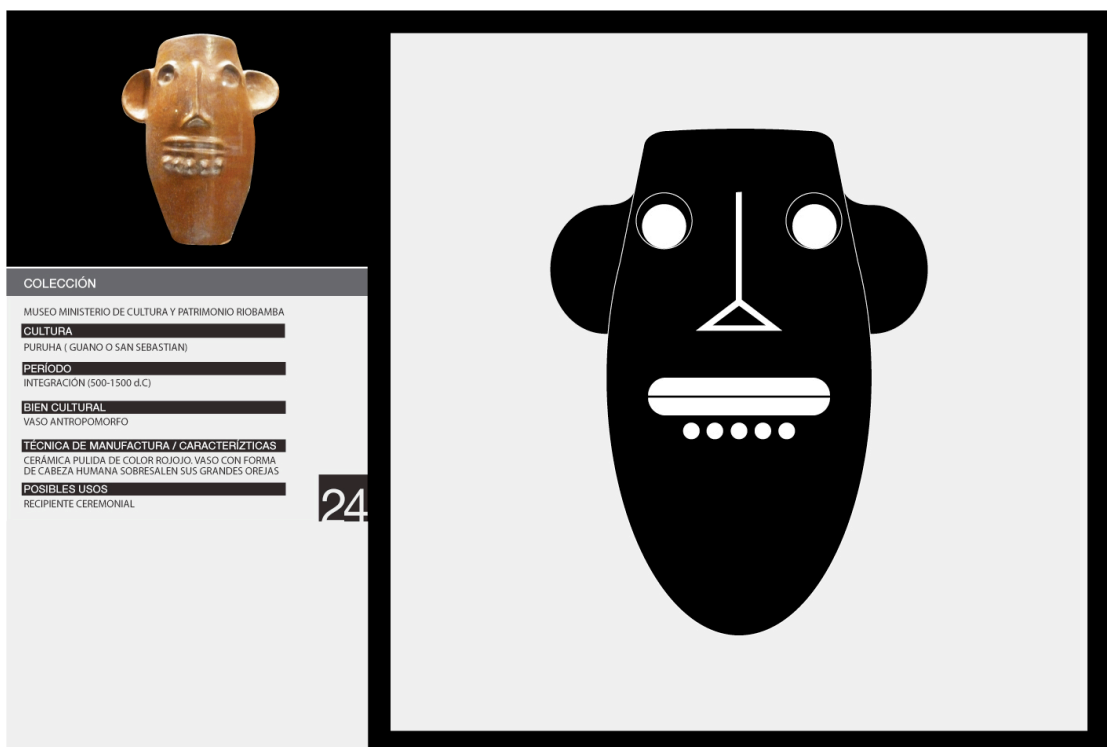 COLECCIÓN
MUSEO MINISTERIO DE CULTURA Y PATRIMONIO RIOBAMBA
CULTURA
PURUHA ( GUANO O SAN SEBASTIAN)
PERÍODO
INTEGRACIÓN (500-1500 d.C)
BIEN CULTURAL
VASO ANTROPOMORFO
TÉCNICA DE MANUFACTURA / CARACTERÍZTICAS
CERÁMICA PULIDA DE COLOR ROJOJO. VASO CON FORMA
DE CABEZA HUMANA SOBRESALEN SUS GRANDES OREJAS
POSIBLES USOS
RECIPIENTE CEREMONIAL
24